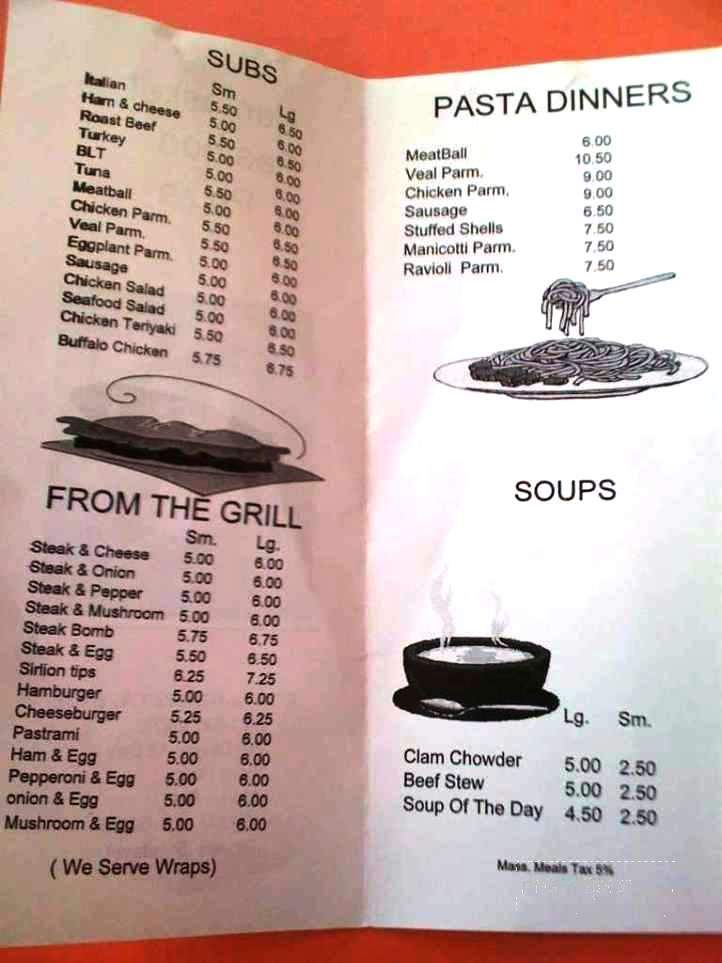 SUBS
Sm Lg
Italian 5.50 6.50
Ham & cheese 5.00 6.00
Roast Beef 5.50 6.50
Turkey 5.00 6.00
BLT 5.00 6.00
Tuna 5.50 6.50
Meatball 5.00 6.00
Chicken Parm. 5.50 6.50
Veal Parm. 5.50 6.50
Eggplant Parm. 5.00 6.00
Sausage 5.00 6.00
Chicken Salad 5.00 6.00
Seafood Salad 5.00 6.00
Chicken Teriyaki 5.50 6.50
Buffalo Chicken 5.75 6.75
FROM THE GRILL
Sm. Lg.
Steak & Cheese 5.00 6.00
Steak & Onion 5.00 6.00
Steak & Pepper 5.00 6.00
Steak & Mushroom 5.00 6.00
Steak Bomb 5.75 6.75
Steak & Egg 5.50 6.50
Sirlion tips 6.25 7.25
Hamburger 5.00 6.00
Cheeseburger 5.25 6.25
Pastrami 5.00 6.00
Ham & Egg 5.00 6.00
Pepperoni & Egg 5.00 6.00
onion & Egg 5.00 6.00
Mushroom & Egg 5.00 6.00
( We Serve Wraps)
PASTA DINNERS
MeatBall 6.00
Veal Parm. 10.50
Chicken Parm. 9.00
Sausage 9.00
Stuffed Shells 6.50
Manicotti Parm. 7.50
Ravioli Parm. 7.50
7.50
SOUPS
Lg. Sm.
Clam Chowder 5.00 2.50
Beef Stew 5.00 2.50
Soup Of The Day 4.50 2.50
Mass. Meals Tax 5%